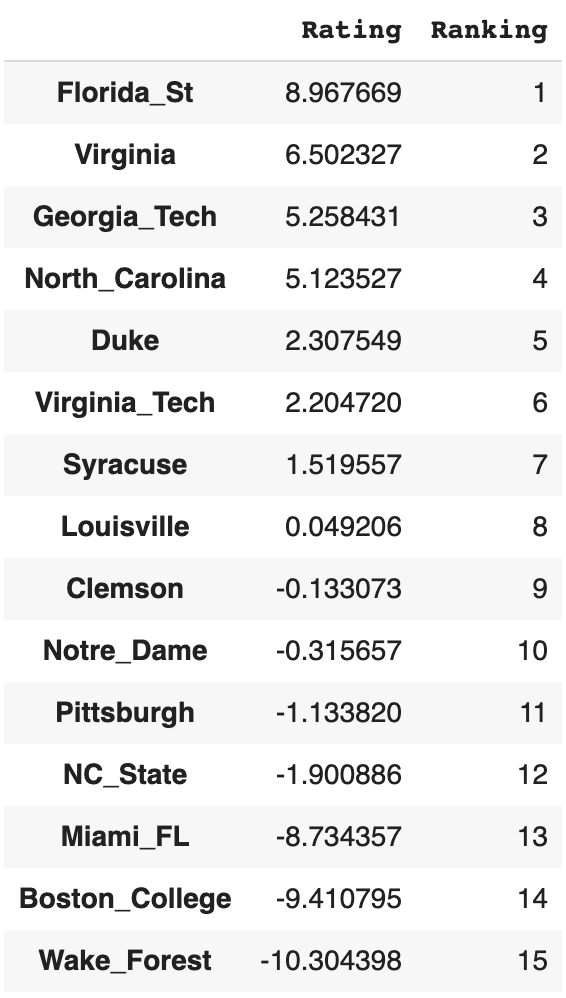 Rating Ranking
Florida_St 8.967669 1
Virginia 6.502327 2
Georgia_Tech 5.258431 3
North_Carolina 5.123527 4
Duke 2.307549 5
Virginia_Tech 2.204720 6
Syracuse 1.519557 7
Louisville 0.049206 8
Clemson -0.133073 9
Notre_Dame -0.315657 10
Pittsburgh -1.133820 11
NC_State -1.900886 12
Miami_FL -8.734357 13
Boston_College -9.410795 14
Wake_Forest -10.304398 15